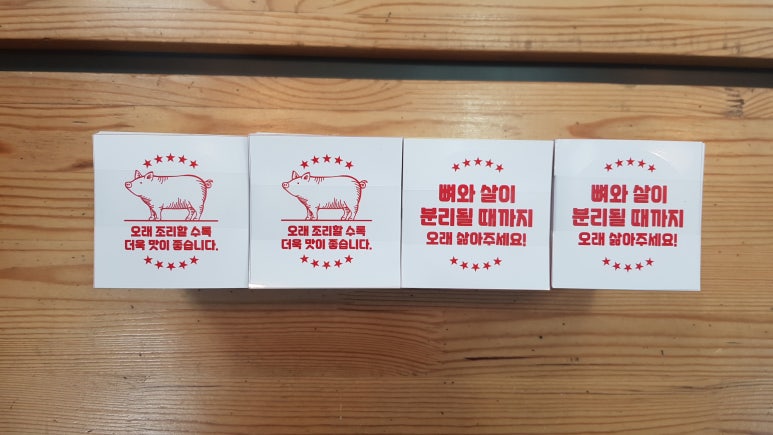 오래 조리할 수록
더욱 맛이 좋습니다.
오래 조리할 수록
더욱 맛이 좋습니다.
뼈와 살이
분리될 때까지
오래 삶아주세요!
뼈와 살이
분리될 때까지
오래 삶아주세요!